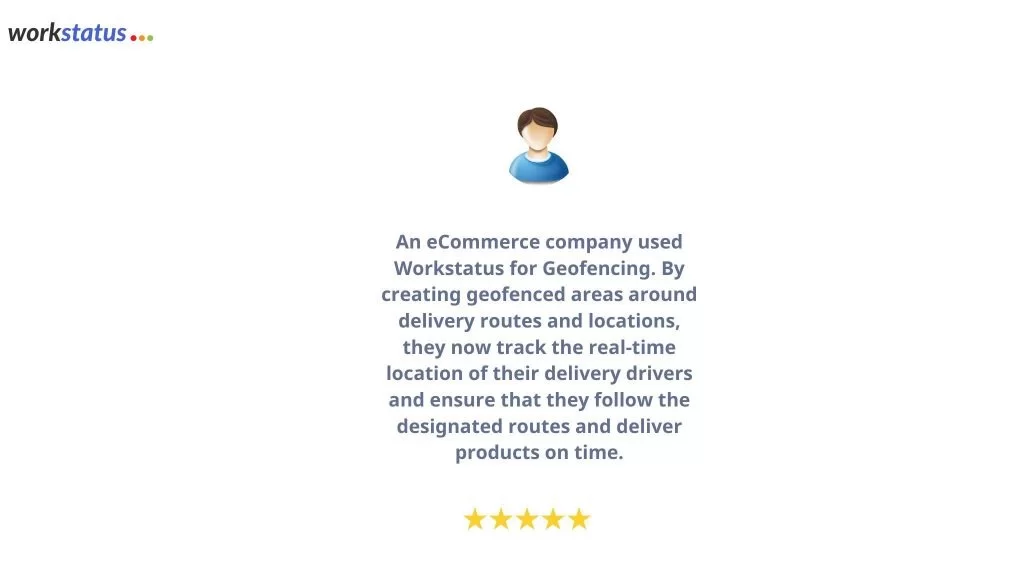 workstatus
An eCommerce company used
Workstatus for Geofencing. By
creating geofenced areas around
delivery routes and locations,
they now track the real-time
location of their delivery drivers
and ensure that they follow the
designated routes and deliver
products on time.